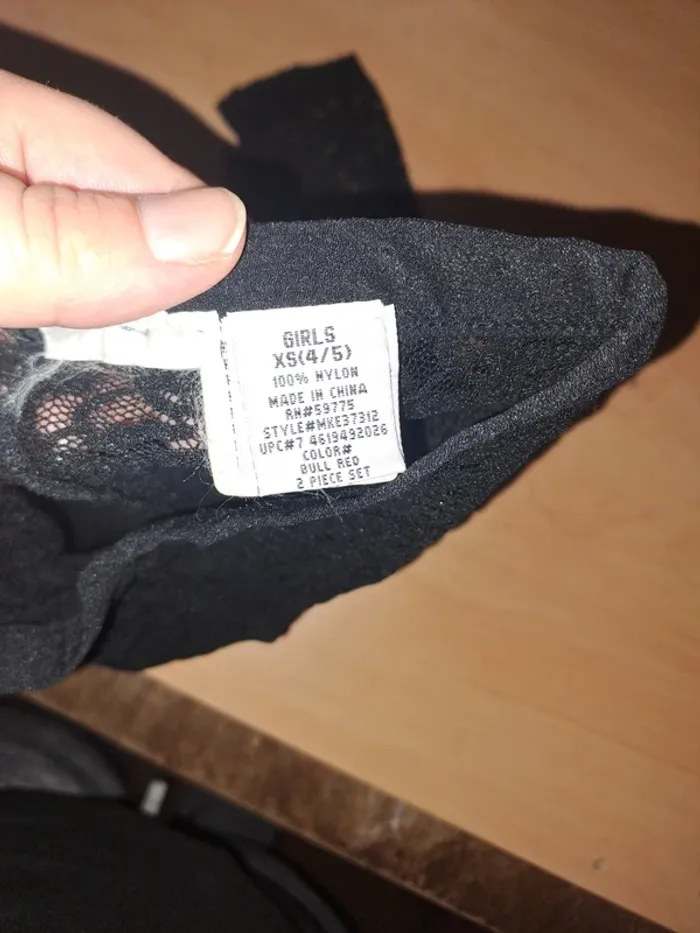 GIRLS
XS(4/5)
100% NYLON
MADE IN CHINA
RN#59775
STYLE#MKE37312
UPC#7 4619492026
COLOR#
BULL RED
2 PIECE SET